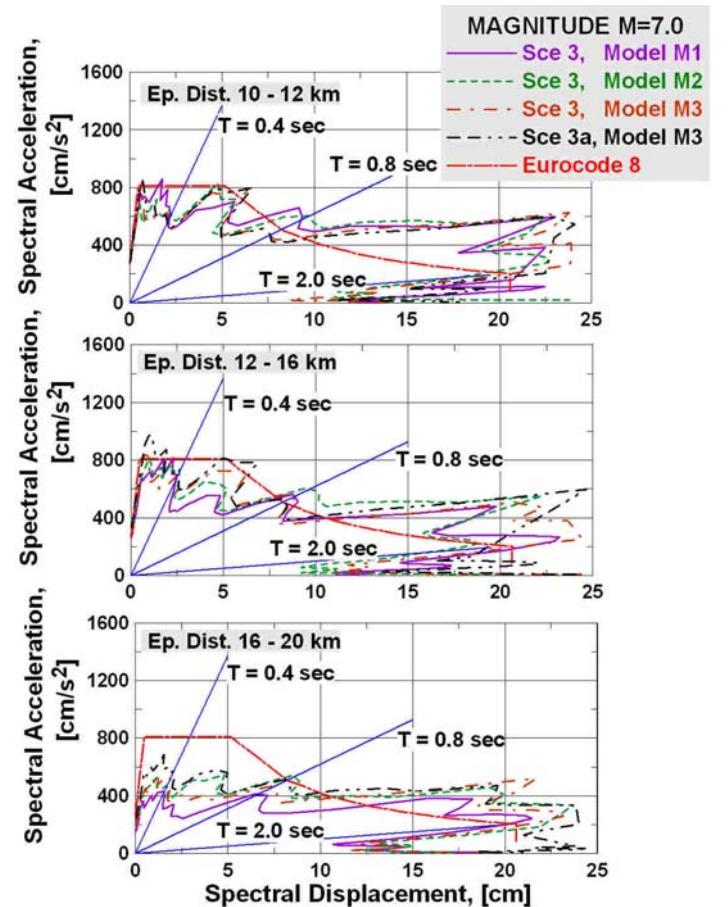 MAGNITUDE M=7.0
Sce 3, Model M1
Sce 3, Model M2
Sce 3, Model M3
Sce 3a, Model M3
Eurocode 8
Spectral Acceleration,
[cm/s²]
1600
1200
800
400
0
Ep. Dist. 10 - 12 km
T = 0.4 sec
T = 0.8 sec
T = 2.0 sec
0 5 10 15 20 25
Spectral Acceleration,
[cm/s²]
1600
1200
800
400
0
Ep. Dist. 12 - 16 km
T = 0.4 sec
T = 0.8 sec
T = 2.0 sec
0 5 10 15 20 25
Spectral Acceleration,
[cm/s²]
1600
1200
800
400
0
Ep. Dist. 16 - 20 km
T = 0.4 sec
T = 0.8 sec
T = 2.0 sec
0 5 10 15 20 25
Spectral Displacement, [cm]